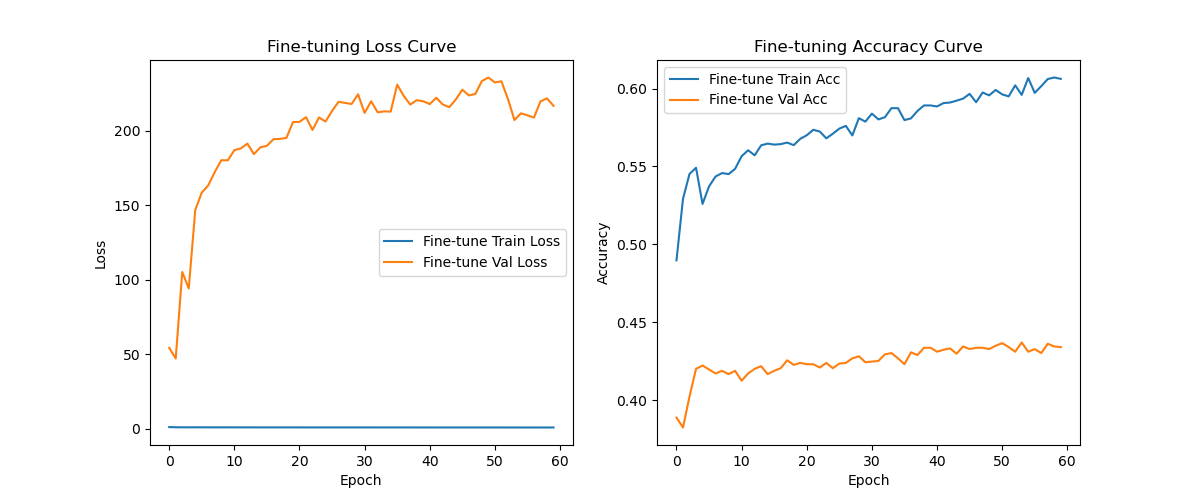 Fine-tuning Loss Curve
Loss
200
150
100
50
0
Fine-tune Train Loss
Fine-tune Val Loss
0 10 20 30 40 50 60
Epoch
Fine-tuning Accuracy Curve
Accuracy
Fine-tune Train Acc
Fine-tune Val Acc
0.60
0.55
0.50
0.45
0.40
0 10 20 30 40 50 60
Epoch